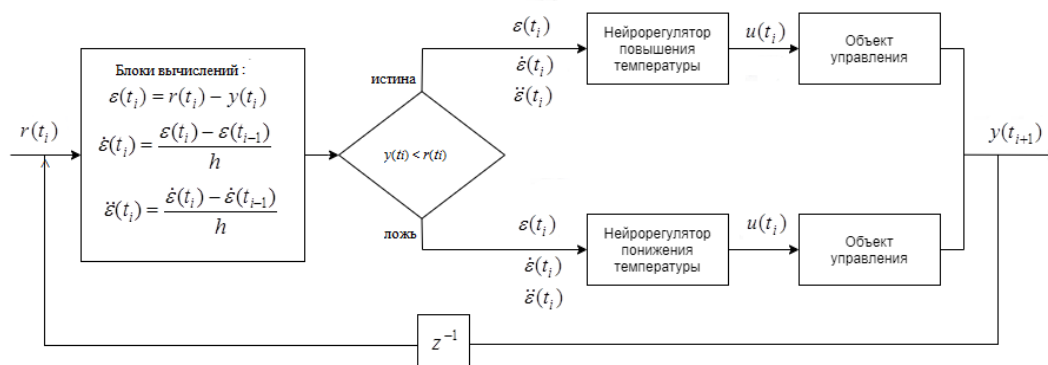 r(t_i)
Блоки вычислений :
ε(t_i) = r(t_i) − y(t_i)
ε̇(t_i) = (ε(t_i) − ε(t_{i−1})) / h
ε̈(t_i) = (ε̇(t_i) − ε̇(t_{i−1})) / h
истина
y(ti) < r(ti)
ложь
ε(t_i)
ε̇(t_i)
ε̈(t_i)
Нейрорегулятор
повышения
температуры
u(t_i)
Объект
управления
ε(t_i)
ε̇(t_i)
ε̈(t_i)
Нейрорегулятор
понижения
температуры
u(t_i)
Объект
управления
y(t_{i+1})
z^{−1}